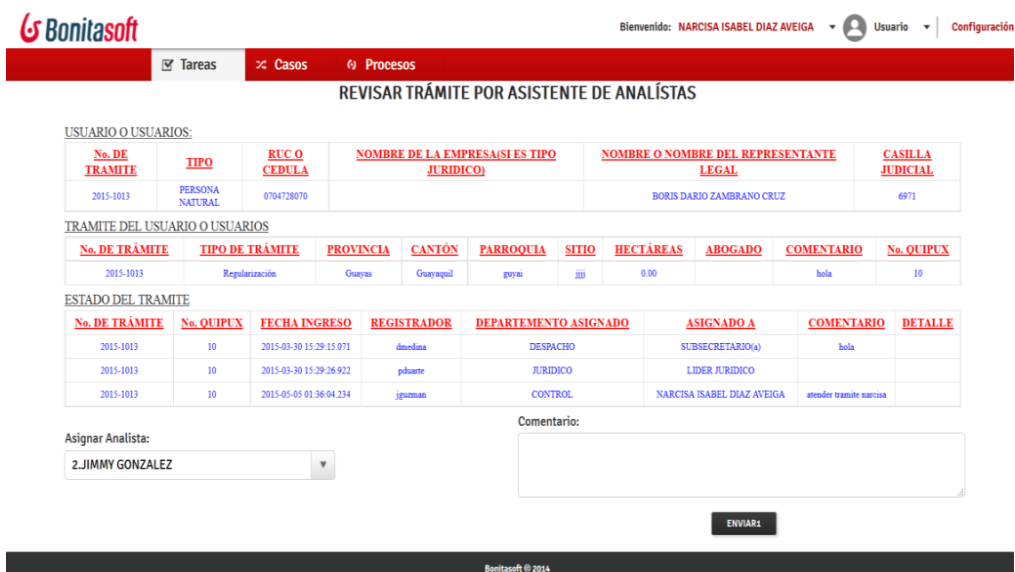 Bonitasoft
Bienvenido: NARCISA ISABEL DIAZ AVEIGA Usuario Configuración
Tareas Casos Procesos
REVISAR TRÁMITE POR ASISTENTE DE ANALÍSTAS
USUARIO O USUARIOS:
No. DE TRAMITE TIPO RUC O CEDULA NOMBRE DE LA EMPRESA(SI ES TIPO JURIDICO) NOMBRE O NOMBRE DEL REPRESENTANTE LEGAL CASILLA JUDICIAL
2015-1013 PERSONA NATURAL 0704728070 BORIS DARIO ZAMBRANO CRUZ 6971
TRAMITE DEL USUARIO O USUARIOS
No. DE TRÁMITE TIPO DE TRÁMITE PROVINCIA CANTÓN PARROQUIA SITIO HECTÁREAS ABOGADO COMENTARIO No. QUIPUX
2015-1013 Regularización Guayas Guayaquil guyai jjjj 0.00 hola 10
ESTADO DEL TRAMITE
No. DE TRÁMITE No. QUIPUX FECHA INGRESO REGISTRADOR DEPARTEMENTO ASIGNADO ASIGNADO A COMENTARIO DETALLE
2015-1013 10 2015-03-30 15:29:15.071 dmedina DESPACHO SUBSECRETARIO(a) hola
2015-1013 10 2015-03-30 15:29:26.922 pduarte JURIDICO LIDER JURIDICO
2015-1013 10 2015-05-05 01:36:04.234 jguzman CONTROL NARCISA ISABEL DIAZ AVEIGA atender tramite narcisa
Comentario:
Asignar Analista:
2.JIMMY GONZALEZ
ENVIAR1
Bonitasoft © 2014